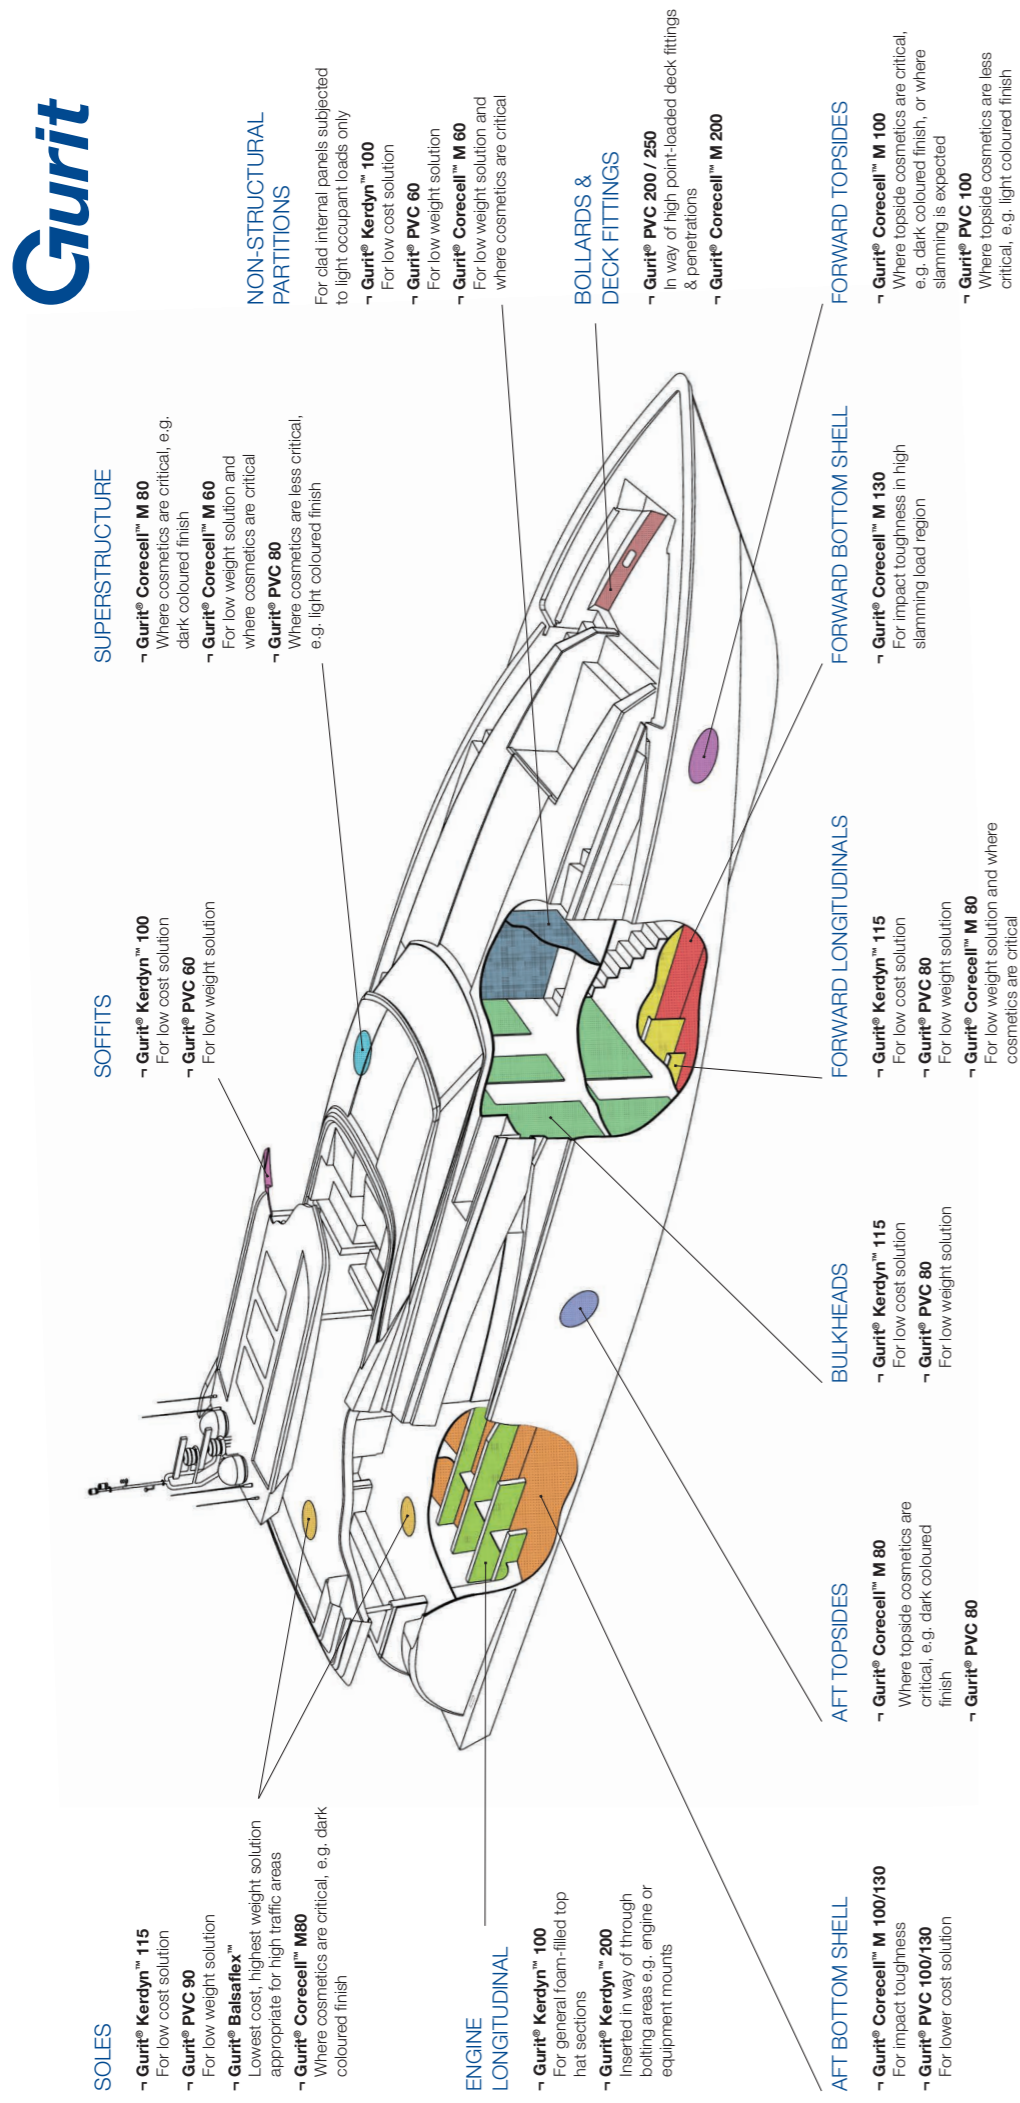 Gurit
SOLES
¬ Gurit® Kerdyn™ 115
For low cost solution
¬ Gurit® PVC 90
For low weight solution
¬ Gurit® Balsaflex™
Lowest cost, highest weight solution
appropriate for high traffic areas
¬ Gurit® Corecell™ M80
Where cosmetics are critical, e.g. dark
coloured finish
SOFFITS
¬ Gurit® Kerdyn™ 100
For low cost solution
¬ Gurit® PVC 60
For low weight solution
SUPERSTRUCTURE
¬ Gurit® Corecell™ M 80
Where cosmetics are critical, e.g.
dark coloured finish
¬ Gurit® Corecell™ M 60
For low weight solution and
where cosmetics are critical
¬ Gurit® PVC 80
Where cosmetics are less critical,
e.g. light coloured finish
NON-STRUCTURAL
PARTITIONS
For clad internal panels subjected
to light occupant loads only
¬ Gurit® Kerdyn™ 100
For low cost solution
¬ Gurit® PVC 60
For low weight solution
¬ Gurit® Corecell™ M 60
For low weight solution and
where cosmetics are critical
ENGINE
LONGITUDINAL
¬ Gurit® Kerdyn™ 100
For general foam-filled top
hat sections
¬ Gurit® Kerdyn™ 200
Inserted in way of through
bolting areas e.g. engine or
equipment mounts
BOLLARDS &
DECK FITTINGS
¬ Gurit® PVC 200 / 250
In way of high point-loaded deck fittings
& penetrations
¬ Gurit® Corecell™ M 200
AFT BOTTOM SHELL
¬ Gurit® Corecell™ M 100/130
For impact toughness
¬ Gurit® PVC 100/130
For lower cost solution
AFT TOPSIDES
¬ Gurit® Corecell™ M 80
Where topside cosmetics are
critical, e.g. dark coloured
finish
¬ Gurit® PVC 80
BULKHEADS
¬ Gurit® Kerdyn™ 115
For low cost solution
¬ Gurit® PVC 80
For low weight solution
FORWARD LONGITUDINALS
¬ Gurit® Kerdyn™ 115
For low cost solution
¬ Gurit® PVC 80
For low weight solution
¬ Gurit® Corecell™ M 80
For low weight solution and where
cosmetics are critical
FORWARD BOTTOM SHELL
¬ Gurit® Corecell™ M 130
For impact toughness in high
slamming load region
FORWARD TOPSIDES
¬ Gurit® Corecell™ M 100
Where topside cosmetics are critical,
e.g. dark coloured finish, or where
slamming is expected
¬ Gurit® PVC 100
Where topside cosmetics are less
critical, e.g. light coloured finish